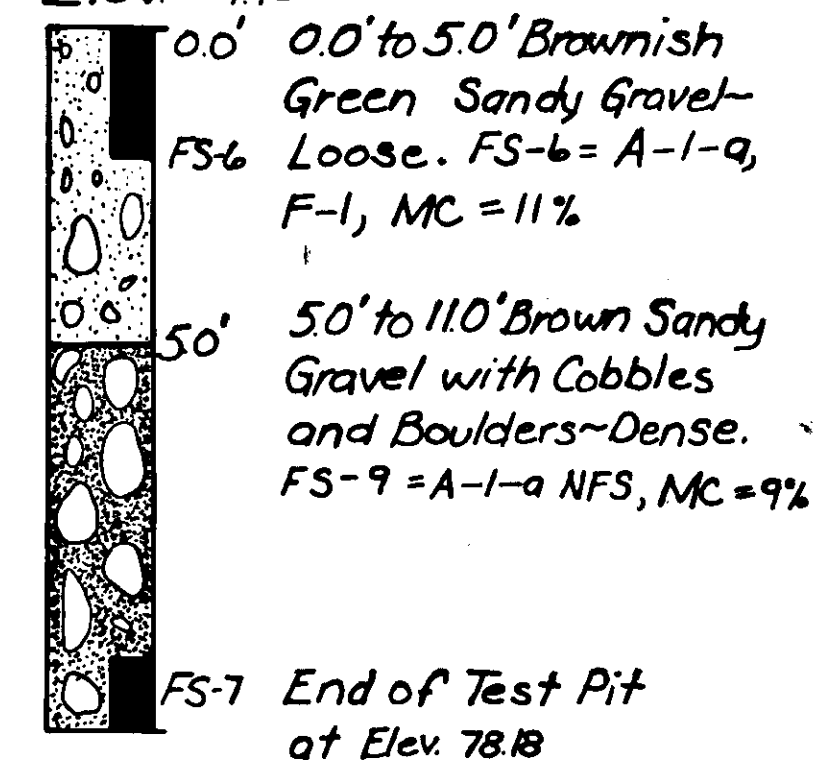 0.0' 0.0' to 5.0' Brownish
Green Sandy Gravel~
FS-6 Loose. FS-6 = A-1-a,
F-1, MC = 11%
5.0' 5.0' to 11.0' Brown Sandy
Gravel with Cobbles
and Boulders~Dense.
FS-9 = A-1-a NFS, MC = 9%
FS-7 End of Test Pit
at Elev. 78.18